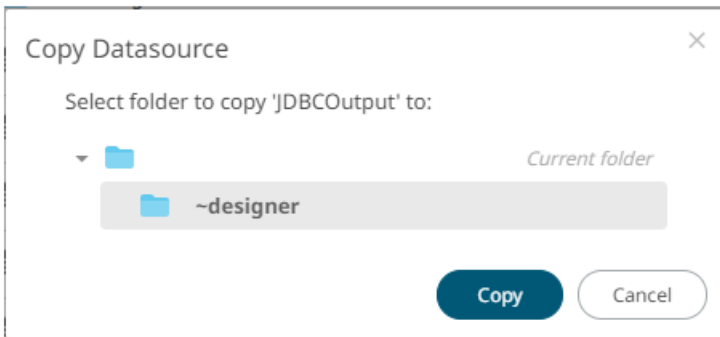 Copy Datasource
Select folder to copy 'JDBCOutput' to:
Current folder
~designer
Copy
Cancel